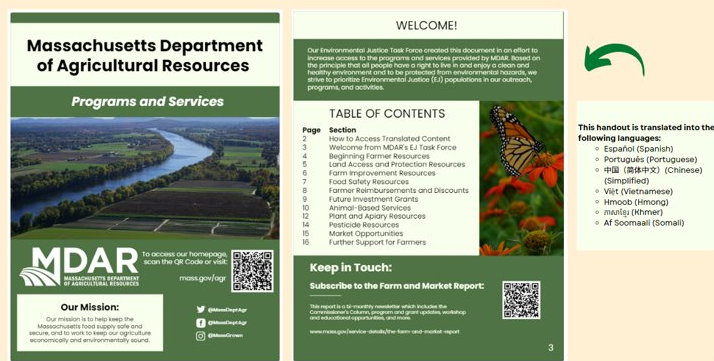 Massachusetts Department
of Agricultural Resources
Programs and Services
MDAR
MASSACHUSETTS DEPARTMENT
OF AGRICULTURAL RESOURCES
To access our homepage,
scan the QR Code or visit:
mass.gov/agr
Our Mission:
Our mission is to help keep the
Massachusetts food supply safe and
secure, and to work to keep our agriculture
economically and environmentally sound.
@MassDeptAgr
@MassDeptAgr
@MassGrown
WELCOME!
Our Environmental Justice Task Force created this document in an effort to
increase access to the programs and services provided by MDAR. Based on
the principle that all people have a right to live in and enjoy a clean and
healthy environment and to be protected from environmental hazards, we
strive to prioritize Environmental Justice (EJ) populations in our outreach,
programs, and activities.
TABLE OF CONTENTS
Page Section
2 How to Access Translated Content
3 Welcome from MDAR's EJ Task Force
4 Beginning Farmer Resources
5 Land Access and Protection Resources
6 Farm Improvement Resources
7 Food Safety Resources
8 Farmer Reimbursements and Discounts
9 Future Investment Grants
10 Animal-Based Services
12 Plant and Apiary Resources
14 Pesticide Resources
15 Market Opportunities
16 Further Support for Farmers
Keep in Touch:
Subscribe to the Farm and Market Report:
This report is a bi-monthly newsletter which includes the
Commissioner's Column, program and grant updates, workshop
and educational opportunities, and more.
www.mass.gov/service-details/the-farm-and-market-report
3
This handout is translated into the
following languages:
Español (Spanish)
Português (Portuguese)
中国（简体中文）(Chinese)
(Simplified)
Việt (Vietnamese)
Hmoob (Hmong)
ភាសាខ្មែរ (Khmer)
Af Soomaali (Somali)